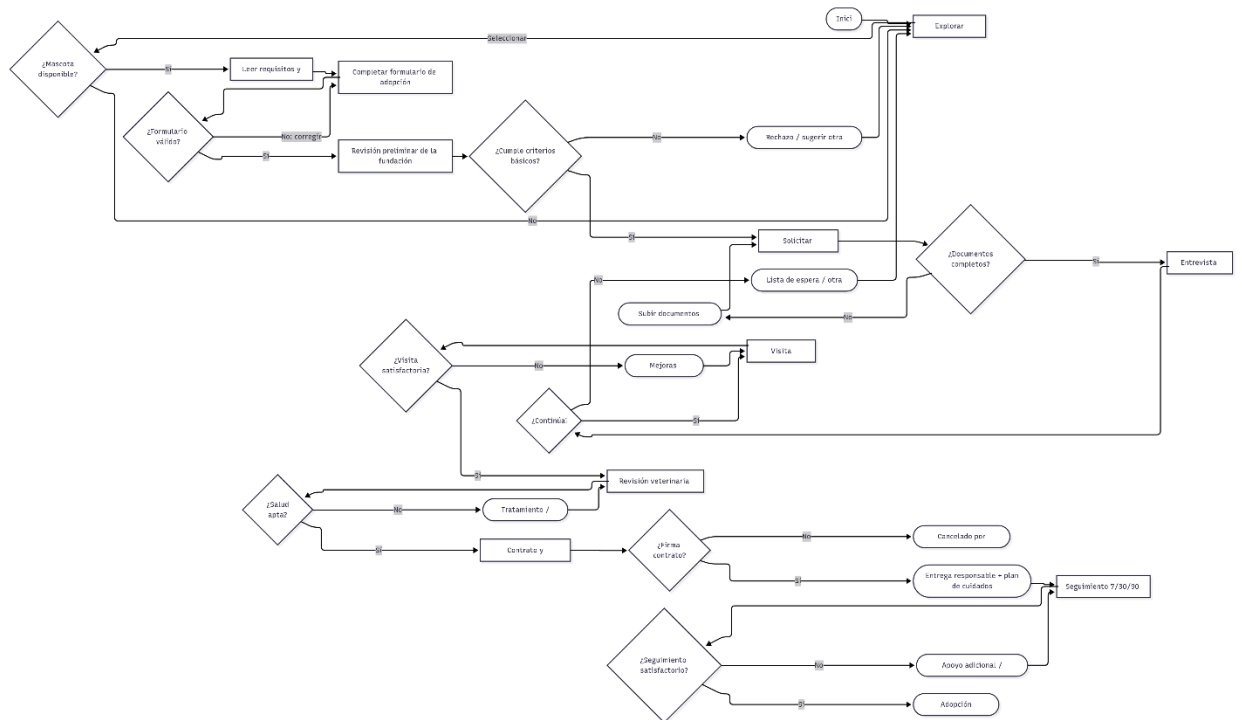 Inici
Explorar
Seleccionar
¿Mascota
disponible?
Sí
Leer requisitos y
Completar formulario de
adopción
¿Formulario
válido?
No: corregir
Sí
Revisión preliminar de la
fundación
¿Cumple criterios
básicos?
No
Rechazo / sugerir otra
No
Sí
Solicitar
¿Documentos
completos?
Sí
Entrevista
No
Lista de espera / otra
Subir documentos
No
¿Visita
satisfactoria?
No
Mejoras
Visita
¿Continúa?
Sí
Sí
Revisión veterinaria
¿Salud
apta?
No
Tratamiento /
Sí
Contrato y
¿Firma
contrato?
No
Cancelado por
Sí
Entrega responsable + plan
de cuidados
Seguimiento 7/30/90
¿Seguimiento
satisfactorio?
No
Apoyo adicional /
Sí
Adopción